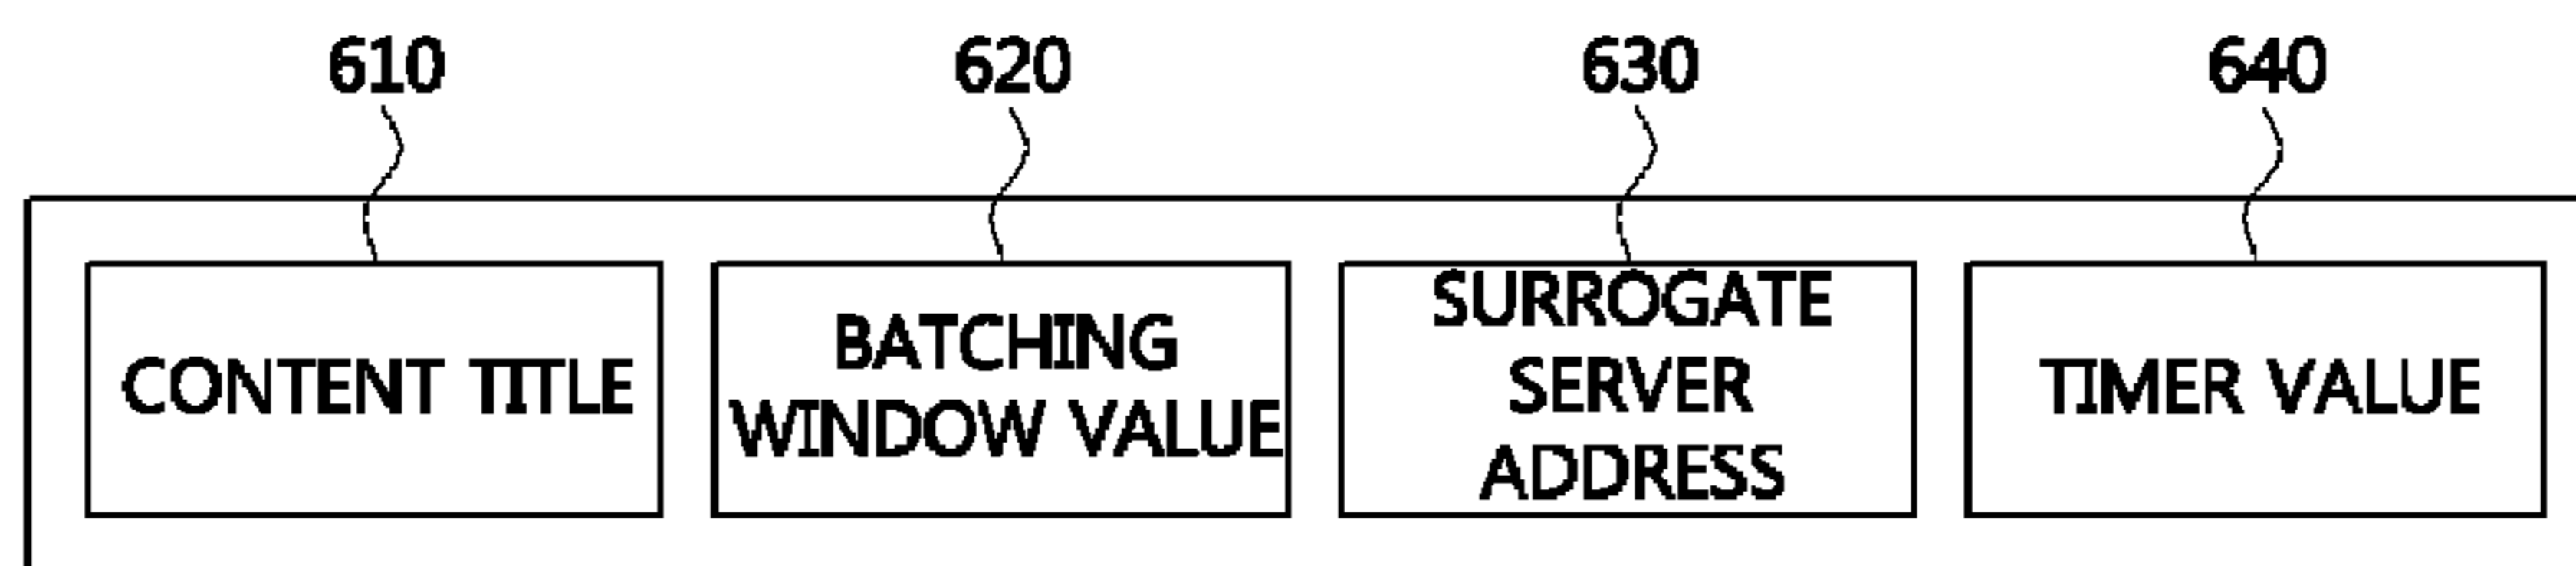 610 620 630 640
CONTENT TITLE
BATCHING
WINDOW VALUE
SURROGATE
SERVER
ADDRESS
TIMER VALUE